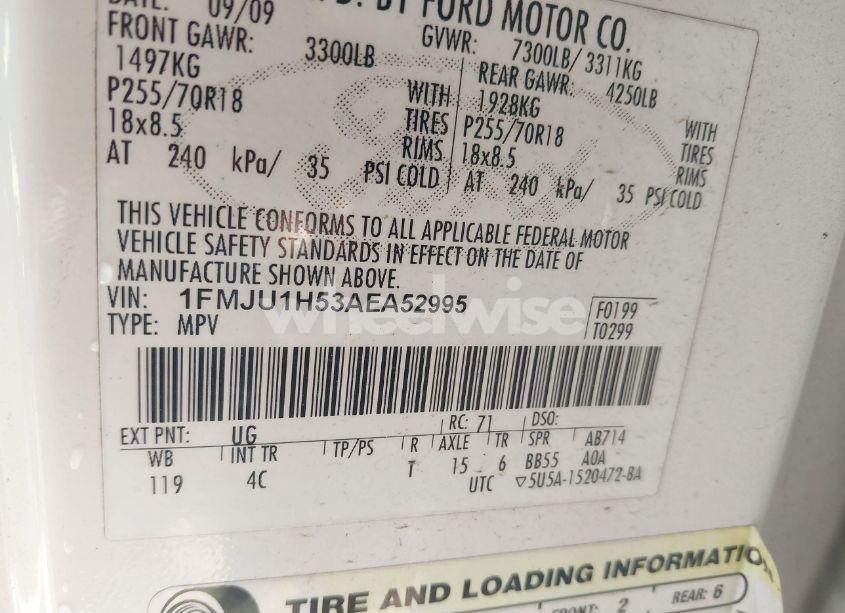 DATE: 09/09
BY FORD MOTOR CO.
FRONT GAWR: 3300LB
1497KG
P255/70R18
18x8.5
AT 240 kPa/ 35 PSI COLD
WITH
TIRES
RIMS
GVWR: 7300LB/ 3311KG
REAR GAWR: 4250LB
1928KG
P255/70R18
18x8.5
AT 240 kPa/ 35 PSI COLD
WITH
TIRES
RIMS
THIS VEHICLE CONFORMS TO ALL APPLICABLE FEDERAL MOTOR
VEHICLE SAFETY STANDARDS IN EFFECT ON THE DATE OF
MANUFACTURE SHOWN ABOVE.
VIN: 1FMJU1H53AEA52995
TYPE: MPV
F0199
T0299
wheelwise
EXT PNT: UG RC: 71 DSO:
WB INT TR TP/PS R AXLE TR SPR AB714
119 4C T 15 6 BB55 A0A
UTC ▽5U5A-1520472-BA
TIRE AND LOADING INFORMATION
FRONT: 2 REAR: 6